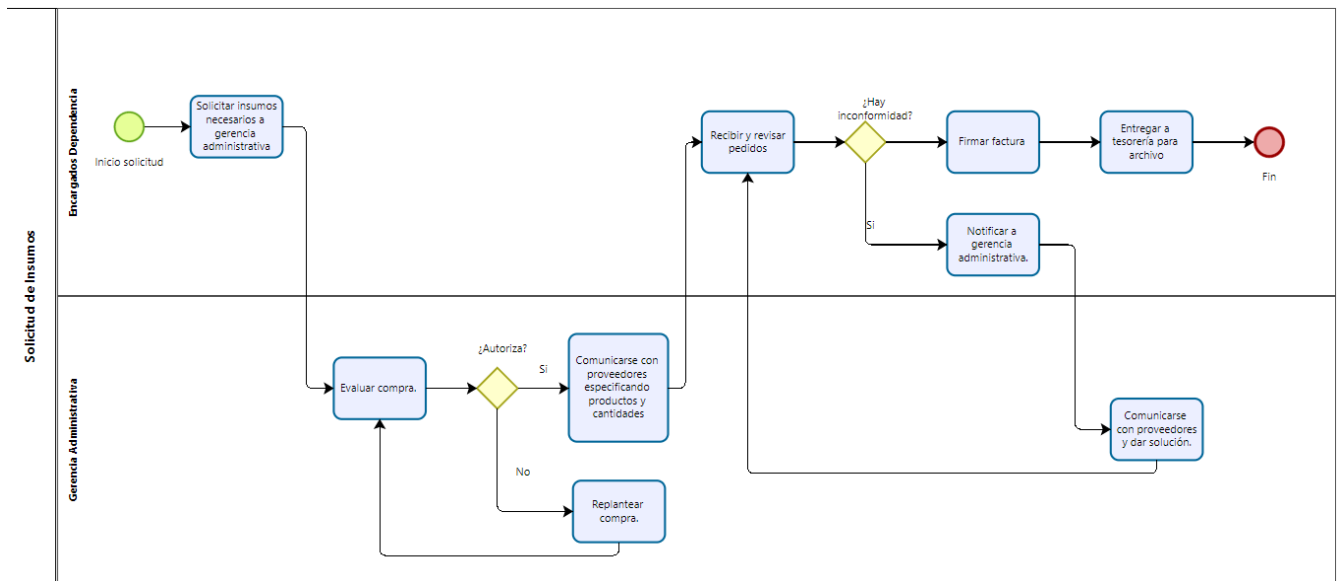 Solicitud de Insumos
Encargados Dependencia
Inicio solicitud
Solicitar insumos
necesarios a
gerencia
administrativa
Recibir y revisar
pedidos
¿Hay
inconformidad?
Firmar factura
Entregar a
tesorería para
archivo
Fin
Si
Notificar a
gerencia
administrativa.
Gerencia Administrativa
Evaluar compra.
¿Autoriza?
Si
Comunicarse con
proveedores
especificando
productos y
cantidades
No
Replantear
compra.
Comunicarse
con proveedores
y dar solución.